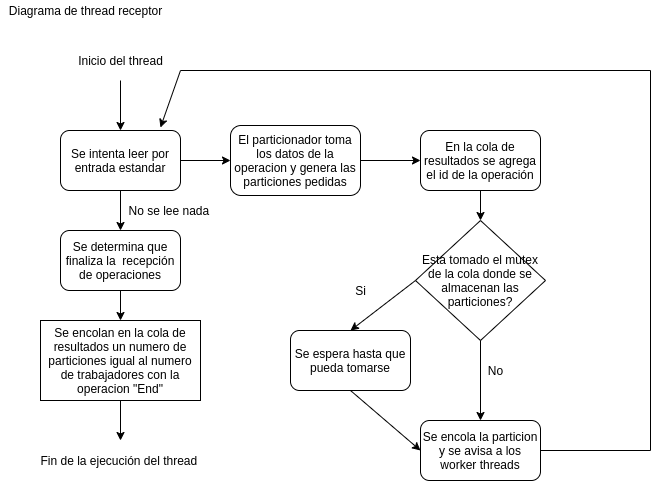 Diagrama de thread receptor
Inicio del thread
Se intenta leer por
entrada estandar
El particionador toma
los datos de la
operacion y genera las
particiones pedidas
En la cola de
resultados se agrega
el id de la operación
No se lee nada
Se determina que
finaliza la  recepción
de operaciones
Esta tomado el mutex
de la cola donde se
almacenan las
particiones?
Si
Se encolan en la cola de
resultados un numero de
particiones igual al numero
de trabajadores con la
operacion "End"
Se espera hasta que
pueda tomarse
No
Se encola la particion
y se avisa a los
worker threads
Fin de la ejecución del thread